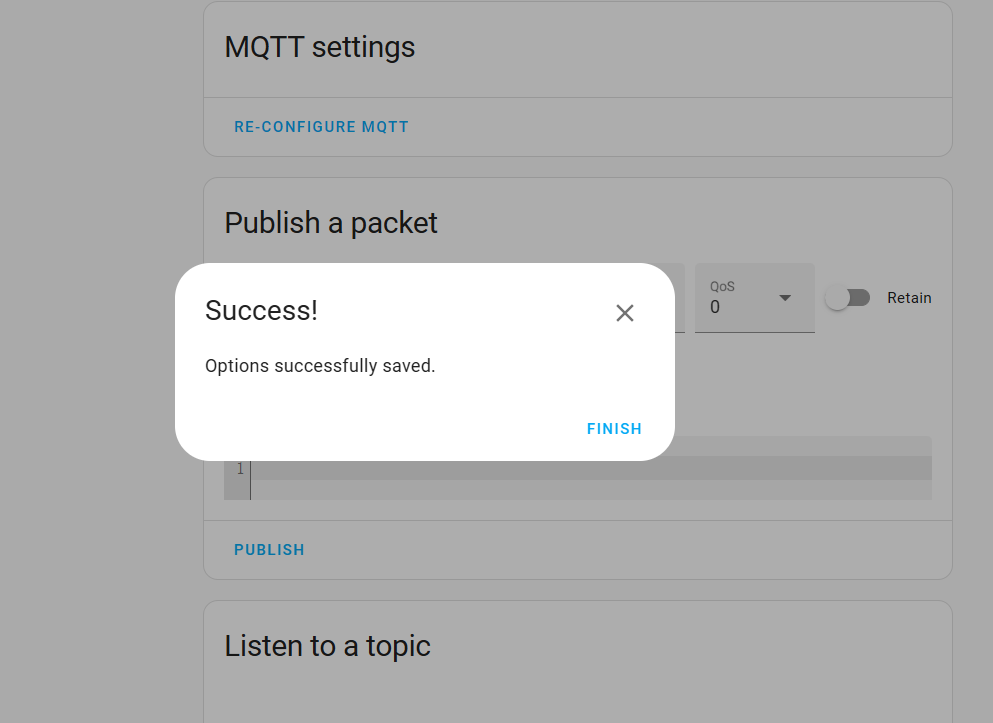 MQTT settings
RE-CONFIGURE MQTT
Publish a packet
QoS
0
Retain
Success!
Options successfully saved.
FINISH
1
PUBLISH
Listen to a topic